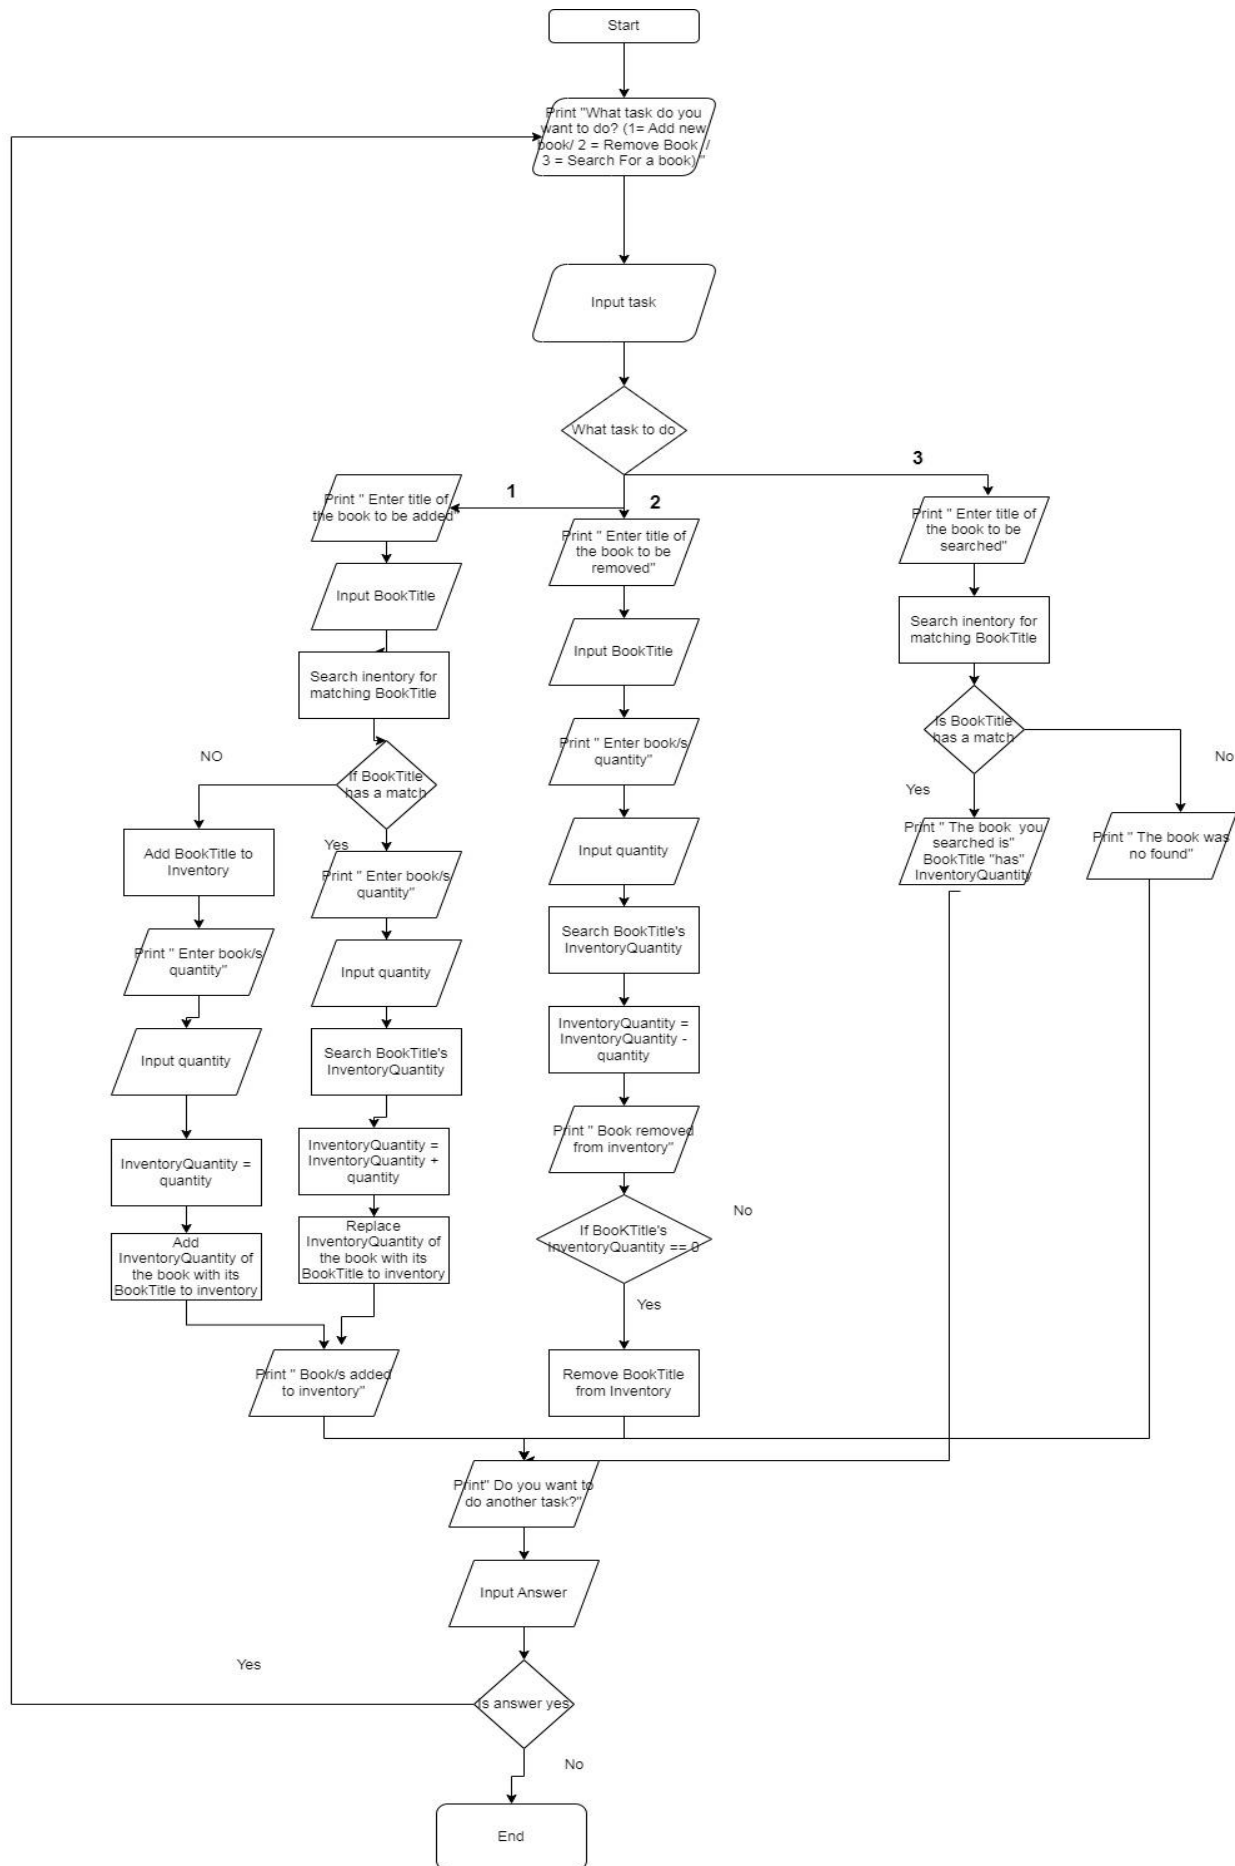 Start
Print "What task do you
want to do? (1= Add new
book/ 2 = Remove Book /
3 = Search For a book) "
Input task
What task to do
1
2
3
Print " Enter title of
the book to be added"
Input BookTitle
Search inentory for
matching BookTitle
If BookTitle
has a match
NO
Yes
Add BookTitle to
Inventory
Print " Enter book/s
quantity"
Input quantity
InventoryQuantity =
quantity
Add
InventoryQuantity of
the book with its
BookTitle to inventory
Print " Enter book/s
quantity"
Input quantity
Search BookTitle's
InventoryQuantity
InventoryQuantity =
InventoryQuantity +
quantity
Replace
InventoryQuantity of
the book with its
BookTitle to inventory
Print " Book/s added
to inventory"
Print " Enter title of
the book to be
removed"
Input BookTitle
Print " Enter book/s
quantity"
Input quantity
Search BookTitle's
InventoryQuantity
InventoryQuantity =
InventoryQuantity -
quantity
Print " Book removed
from inventory"
If BooKTitle's
InventoryQuantity == 0
No
Yes
Remove BookTitle
from Inventory
Print " Enter title of
the book to be
searched"
Search inentory for
matching BookTitle
Is BookTitle
has a match
Yes
No
Print " The book you
searched is"
BookTitle "has"
InventoryQuantity
Print " The book was
no found"
Print" Do you want to
do another task?"
Input Answer
Is answer yes
Yes
No
End